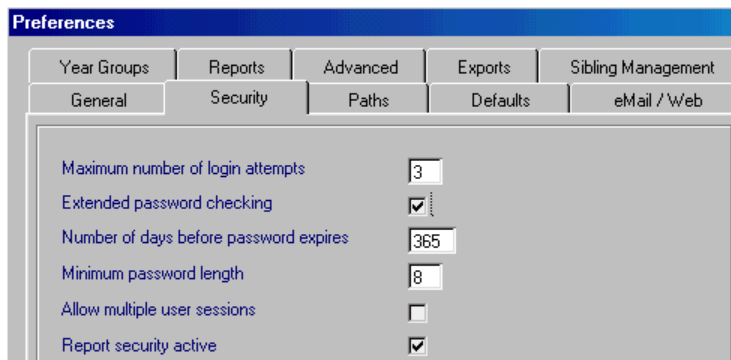 Preferences
Year Groups Reports Advanced Exports Sibling Management
General Security Paths Defaults eMail / Web
Maximum number of login attempts 3
Extended password checking
Number of days before password expires 365
Minimum password length 8
Allow multiple user sessions
Report security active